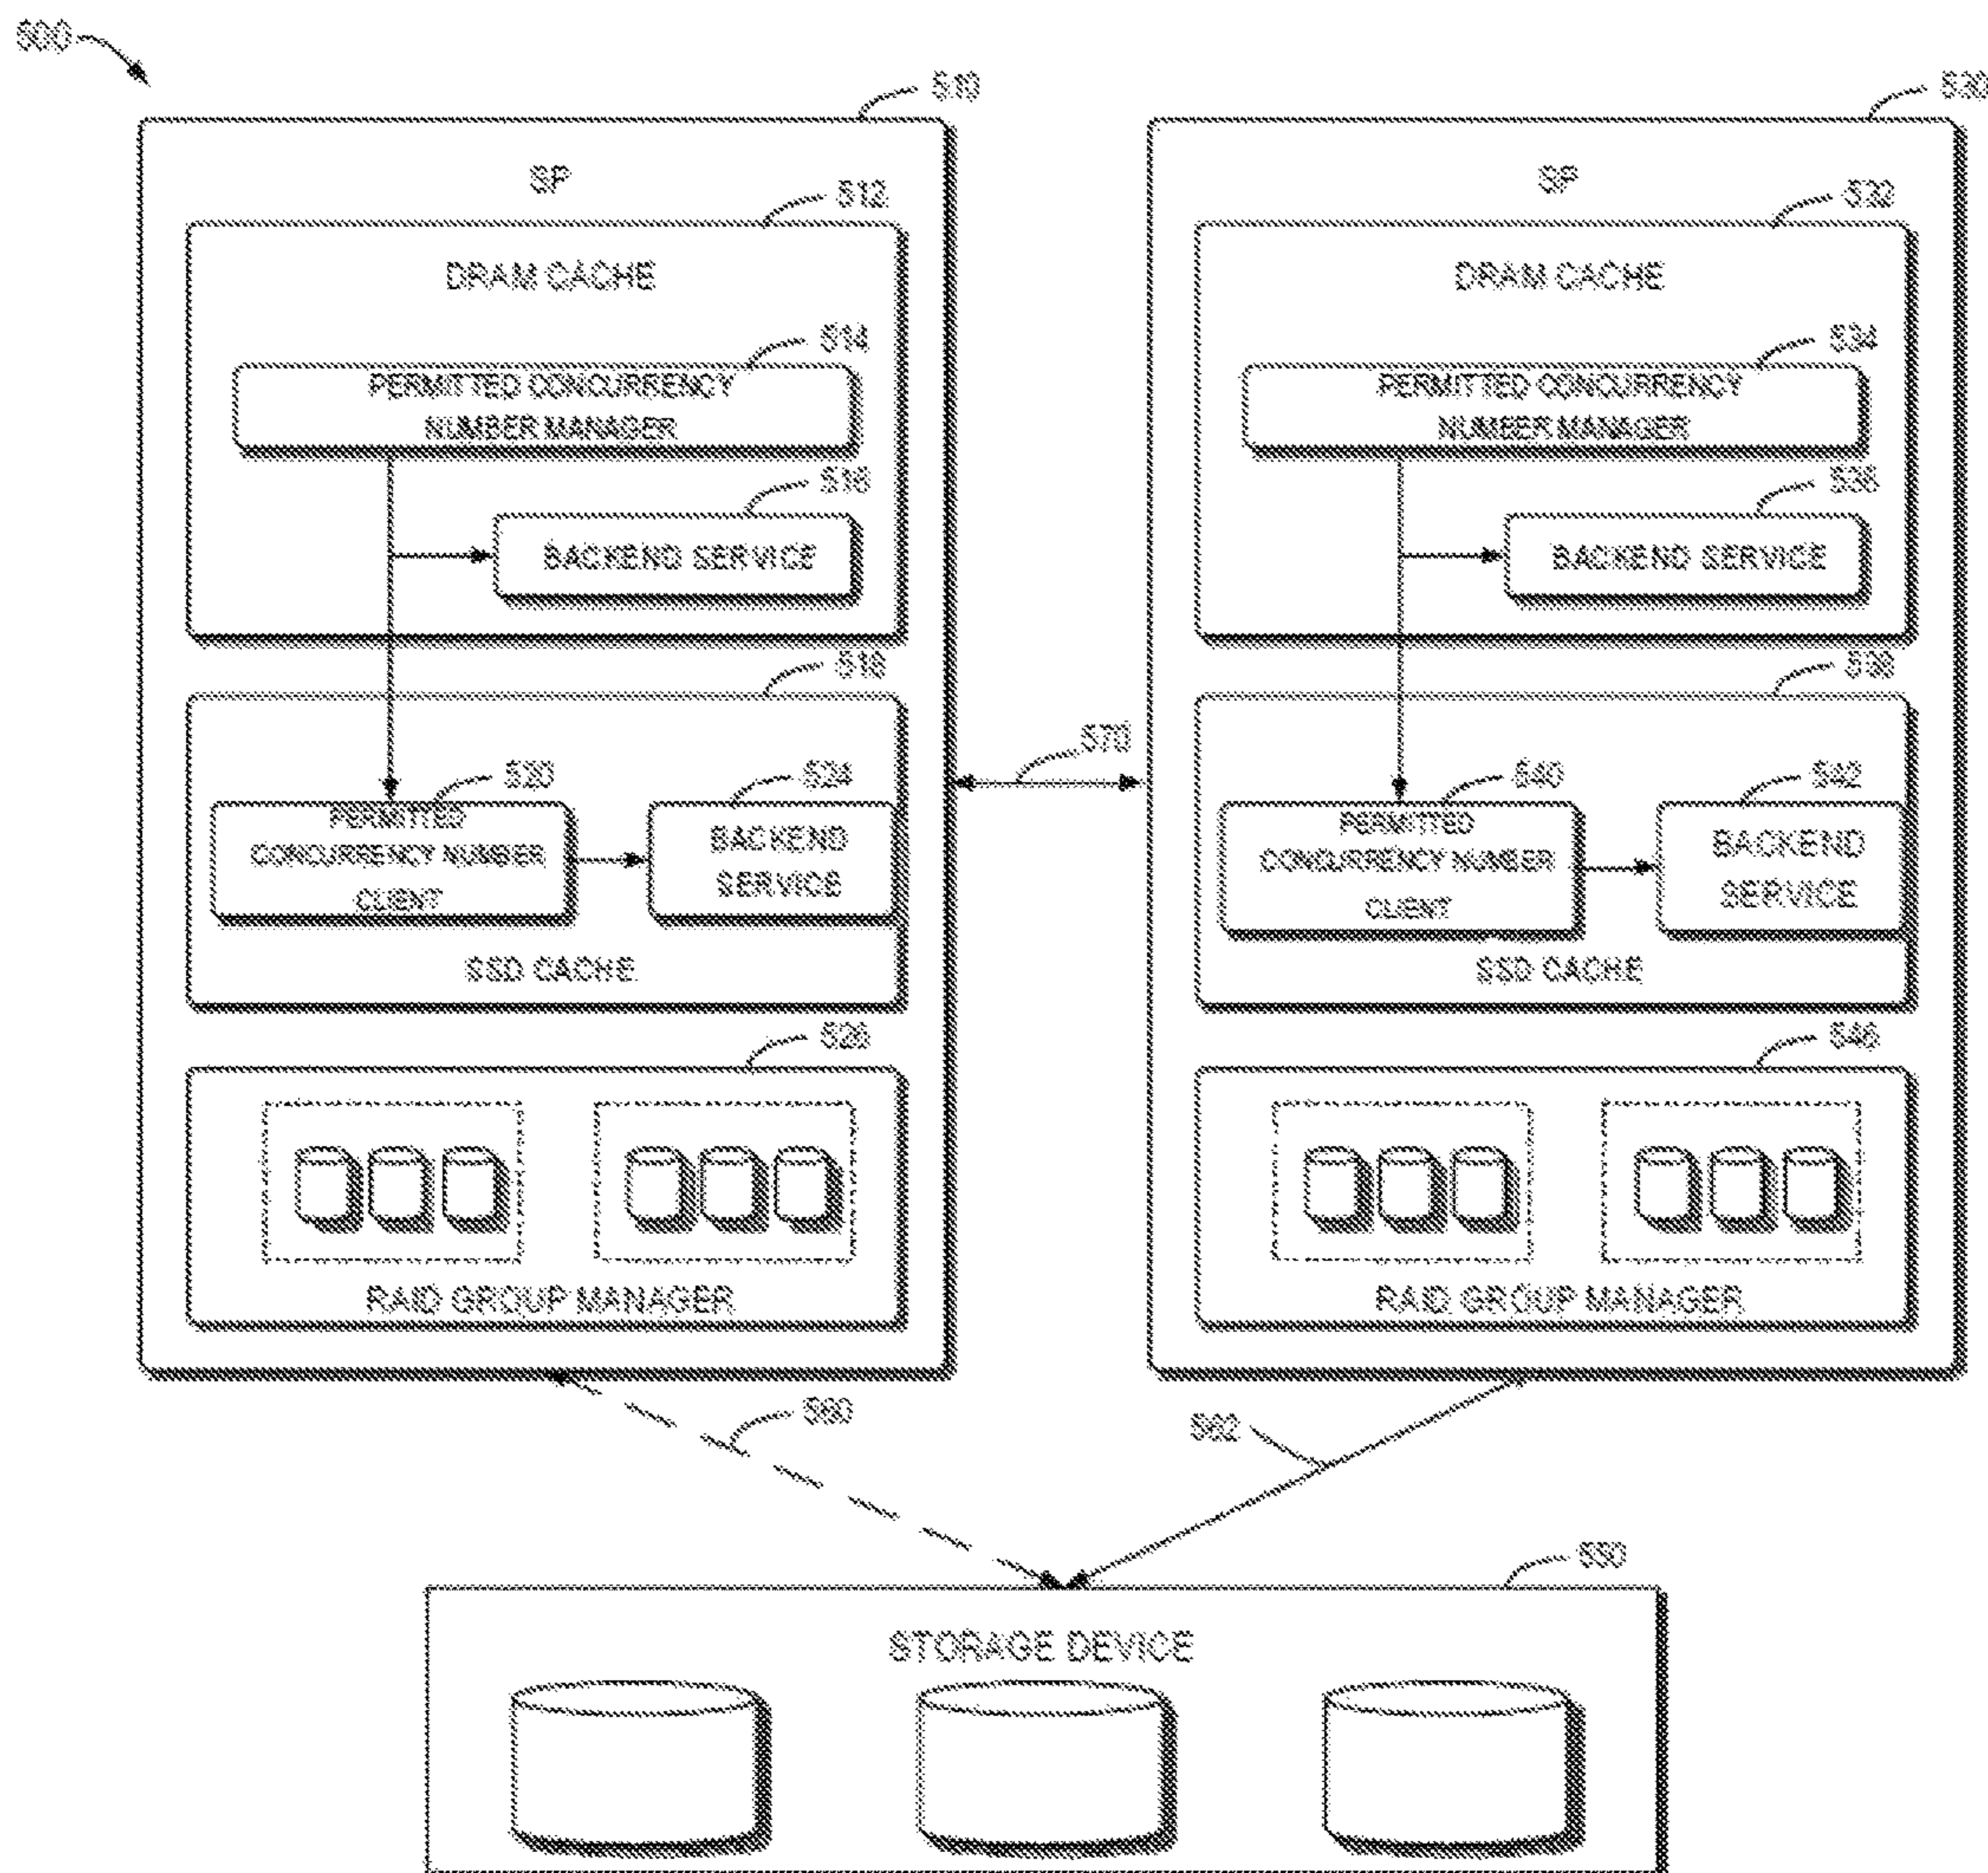 500
510
SP
512
DRAM CACHE
514
PERMITTED CONCURRENCY
NUMBER MANAGER
516
BACKEND SERVICE
518
520
PERMITTED
CONCURRENCY NUMBER
CLIENT
524
BACKEND
SERVICE
SSD CACHE
526
RAID GROUP MANAGER
570
530
SP
532
DRAM CACHE
534
PERMITTED CONCURRENCY
NUMBER MANAGER
536
BACKEND SERVICE
538
540
PERMITTED
CONCURRENCY NUMBER
CLIENT
542
BACKEND
SERVICE
SSD CACHE
546
RAID GROUP MANAGER
560
562
550
STORAGE DEVICE